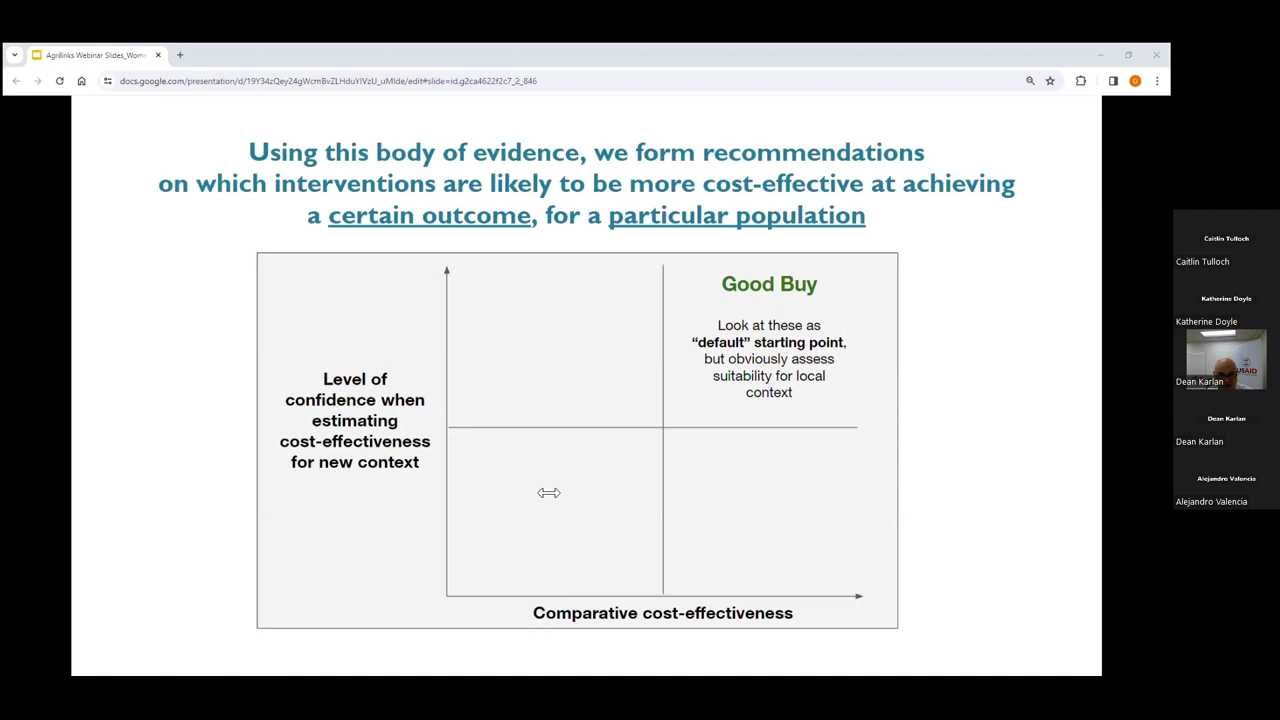 Agrilinks Webinar Slides_Wome
docs.google.com/presentation/d/19Y34zQey24gWcmBvZLHduYlVzU_uMlde/edit#slide=id.g2ca4622f2c7_2_846
Using this body of evidence, we form recommendations
on which interventions are likely to be more cost-effective at achieving
a certain outcome, for a particular population
Good Buy
Look at these as
“default” starting point,
but obviously assess
suitability for local
context
Level of
confidence when
estimating
cost-effectiveness
for new context
Comparative cost-effectiveness
Caitlin Tulloch
Caitlin Tulloch
Katherine Doyle
Katherine Doyle
USAID
Dean Karlan
Dean Karlan
Dean Karlan
Alejandro Valencia
Alejandro Valencia